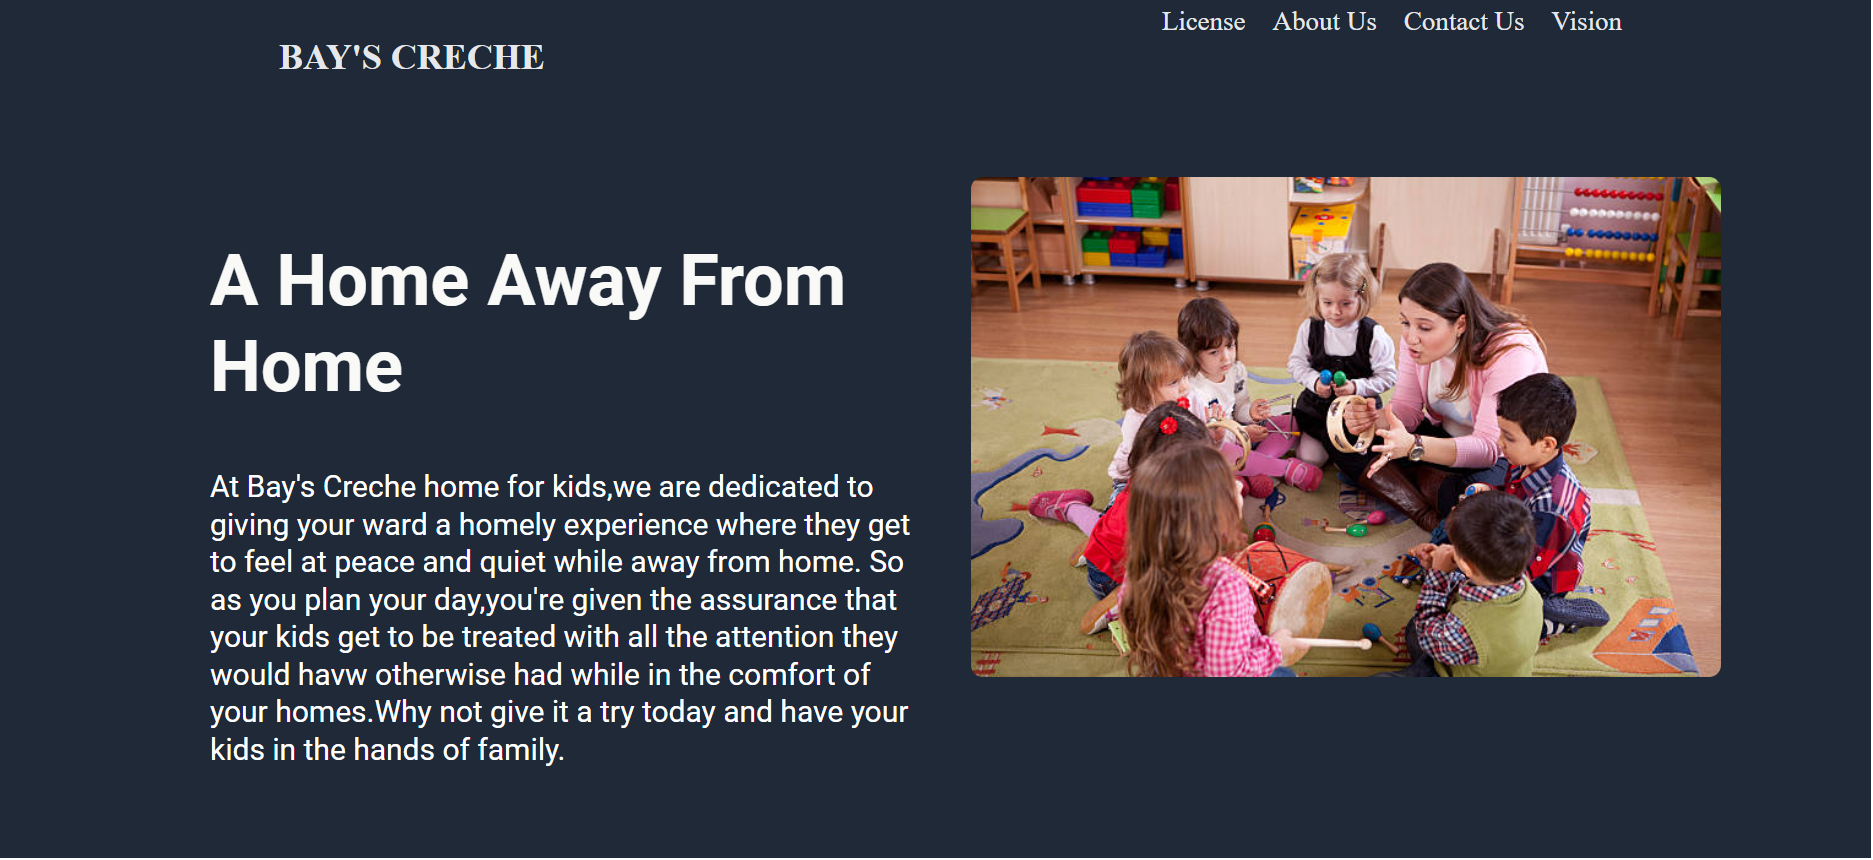 License About Us Contact Us Vision
BAY'S CRECHE
A Home Away From
Home
At Bay's Creche home for kids,we are dedicated to
giving your ward a homely experience where they get
to feel at peace and quiet while away from home. So
as you plan your day,you're given the assurance that
your kids get to be treated with all the attention they
would havw otherwise had while in the comfort of
your homes.Why not give it a try today and have your
kids in the hands of family.